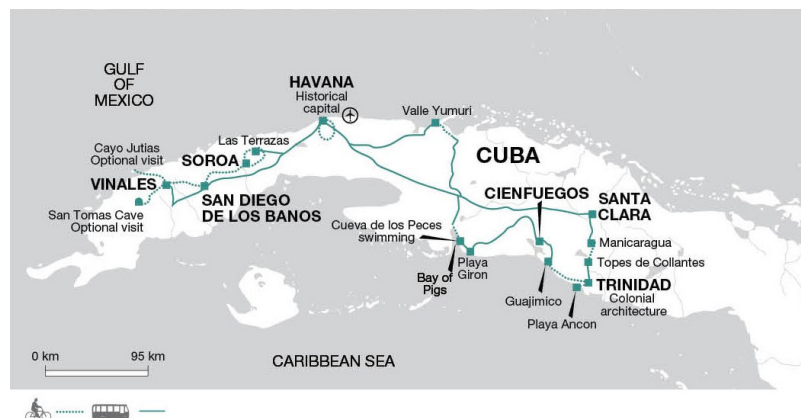 GULF
OF
MEXICO
HAVANA
Historical
capital
Valle Yumuri
Las Terrazas
Cayo Jutias
Optional visit
SOROA
CUBA
VINALES
CIENFUEGOS
SANTA
CLARA
SAN DIEGO
DE LOS BANOS
San Tomas Cave
Optional visit
Cueva de los Peces
swimming
Manicaragua
Playa
Giron
Topes de Collantes
Bay of
Pigs
TRINIDAD
Colonial
architecture
Guajimico
Playa Ancon
0 km
95 km
CARIBBEAN SEA